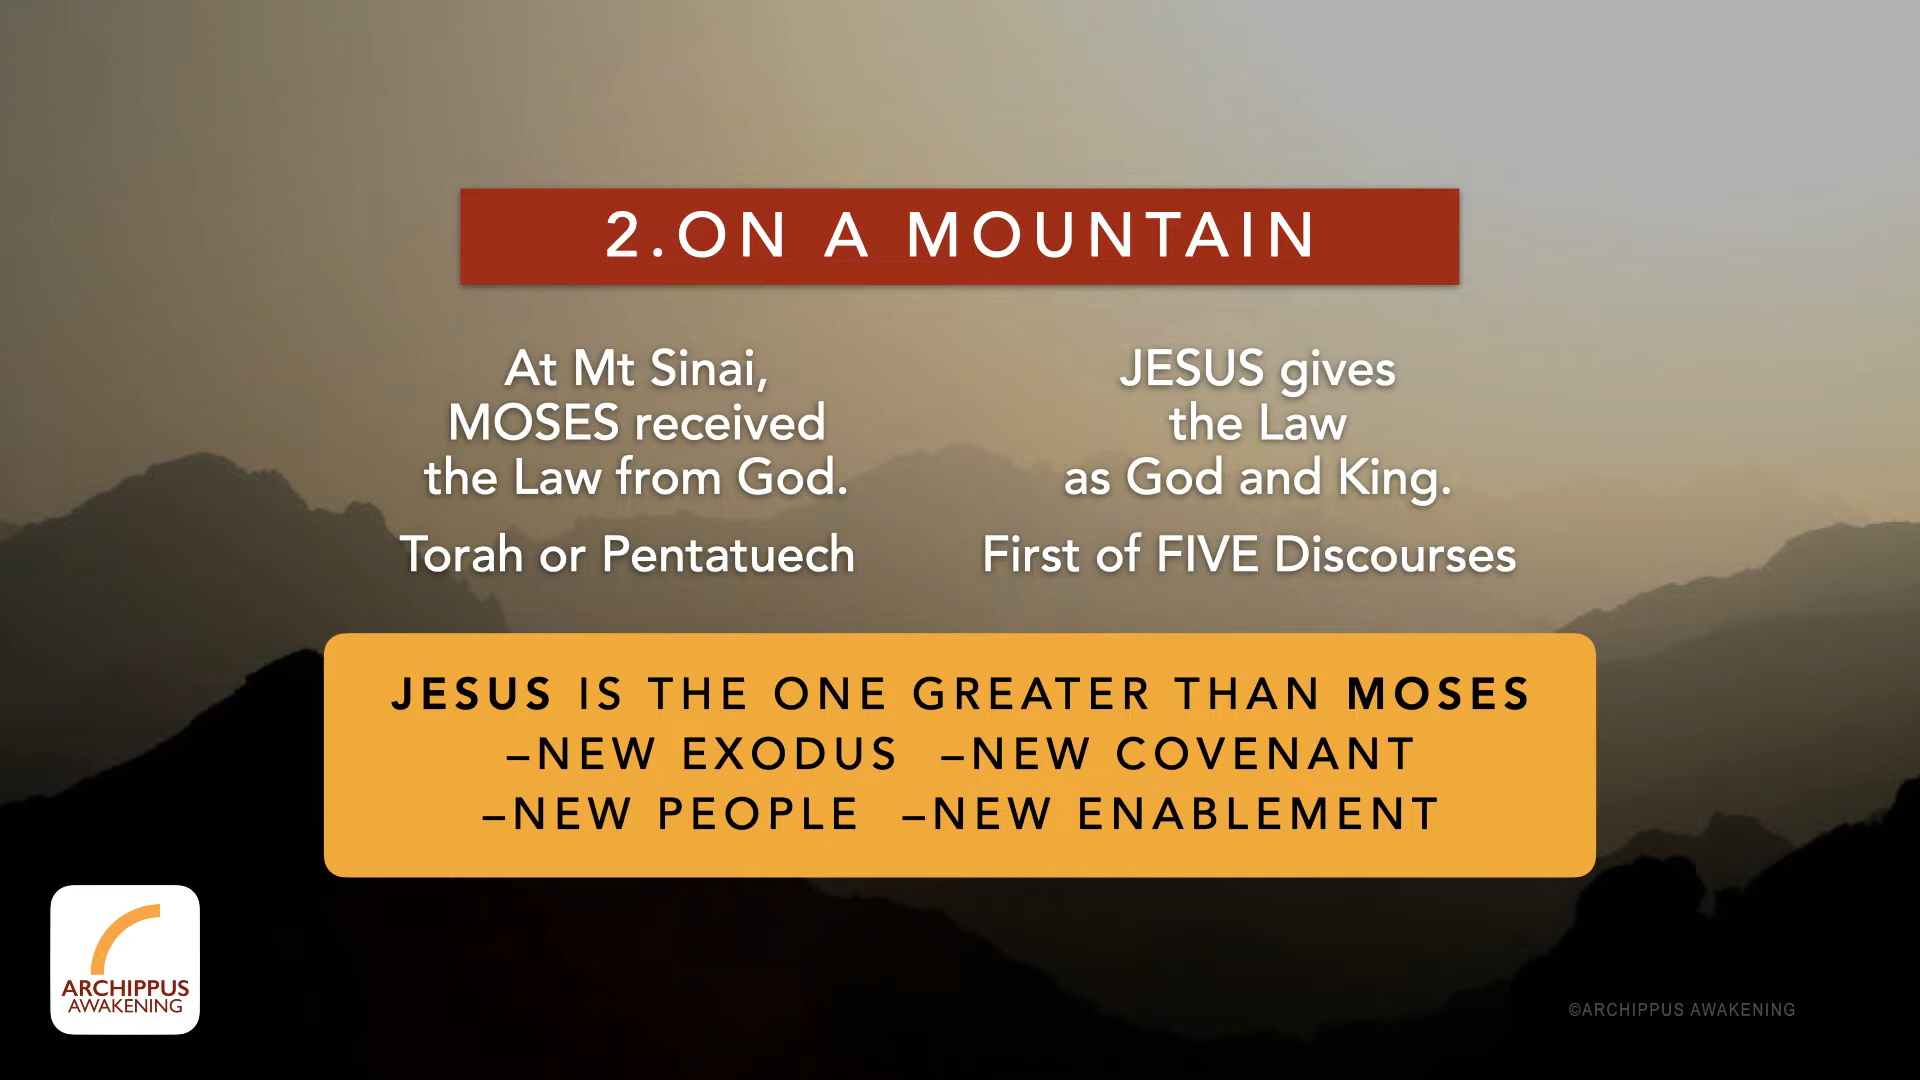 2.ON A MOUNTAIN
At Mt Sinai,
MOSES received
the Law from God.
Torah or Pentatuech
JESUS gives
the Law
as God and King.
First of FIVE Discourses
JESUS IS THE ONE GREATER THAN MOSES
–NEW EXODUS –NEW COVENANT
–NEW PEOPLE –NEW ENABLEMENT
ARCHIPPUS
AWAKENING
©ARCHIPPUS AWAKENING